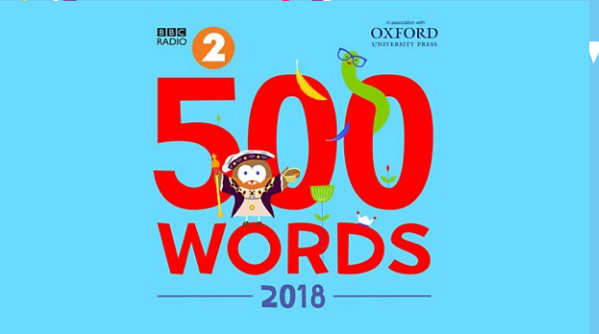 BBC
RADIO 2
in association with
OXFORD
UNIVERSITY PRESS
500
WORDS
2018